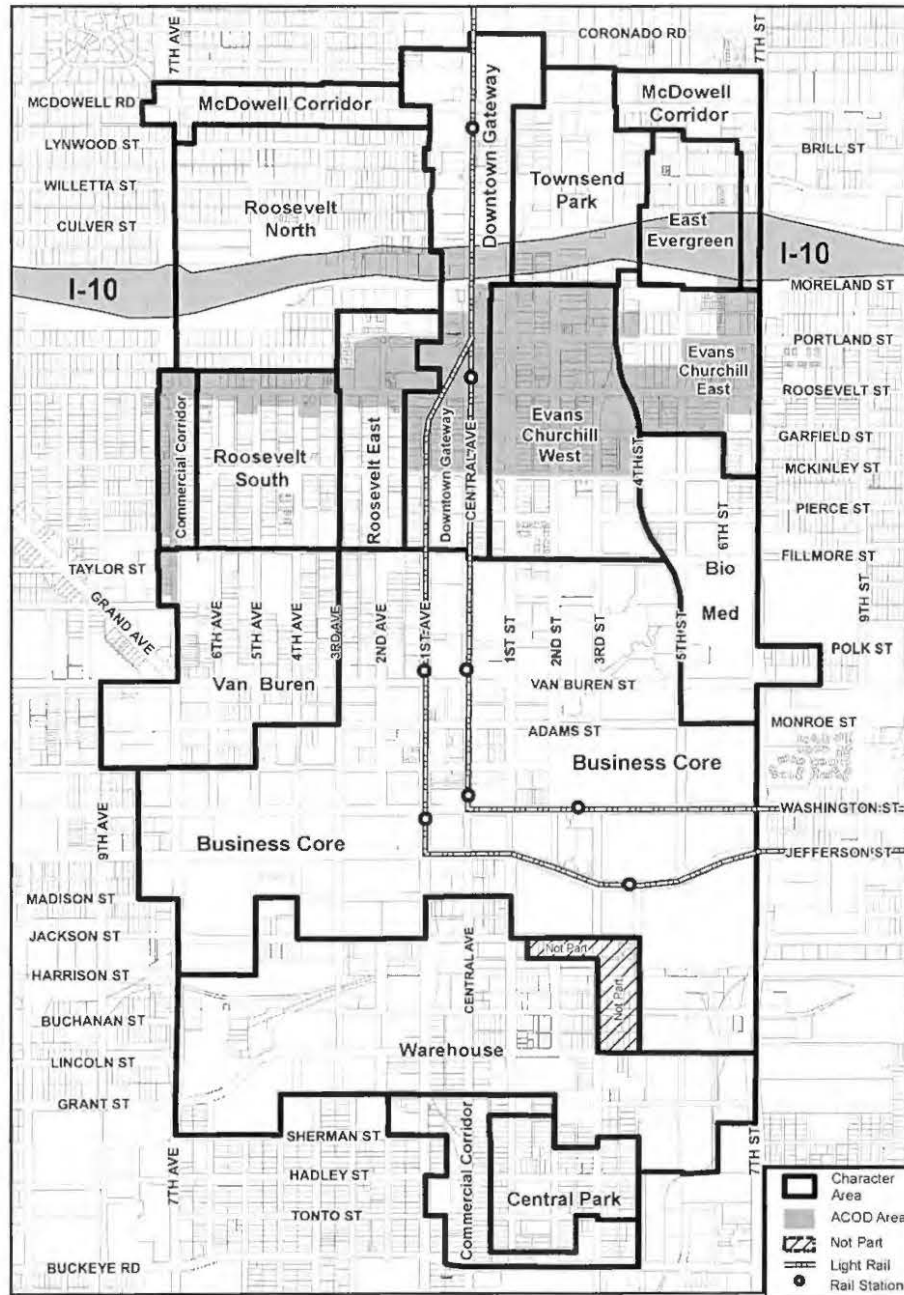 CORONADO RD
7TH AVE
7TH ST
MCDOWELL RD
McDowell Corridor
Downtown Gateway
McDowell
Corridor
LYNWOOD ST
BRILL ST
WILLETTA ST
Townsend
Park
CULVER ST
Roosevelt
North
East
Evergreen
I-10
I-10
MORELAND ST
PORTLAND ST
Evans
Churchill
East
ROOSEVELT ST
Commercial Corridor
Roosevelt
South
Roosevelt East
Downtown Gateway
CENTRAL AVE
Evans
Churchill
West
4TH ST
GARFIELD ST
MCKINLEY ST
PIERCE ST
6TH ST
FILLMORE ST
TAYLOR ST
GRAND AVE
Bio
Med
9TH ST
6TH AVE
5TH AVE
4TH AVE
3RD AVE
2ND AVE
1ST AVE
1ST ST
2ND ST
3RD ST
5TH ST
POLK ST
Van Buren
VAN BUREN ST
MONROE ST
ADAMS ST
Business Core
WASHINGTON ST
9TH AVE
Business Core
JEFFERSON ST
MADISON ST
JACKSON ST
Not Part
HARRISON ST
CENTRAL AVE
Not Part
BUCHANAN ST
Warehouse
LINCOLN ST
GRANT ST
SHERMAN ST
7TH AVE
HADLEY ST
Commercial Corridor
Central Park
7TH ST
TONTO ST
BUCKEYE RD
Character
Area
ACOD Area
Not Part
Light Rail
Rail Station